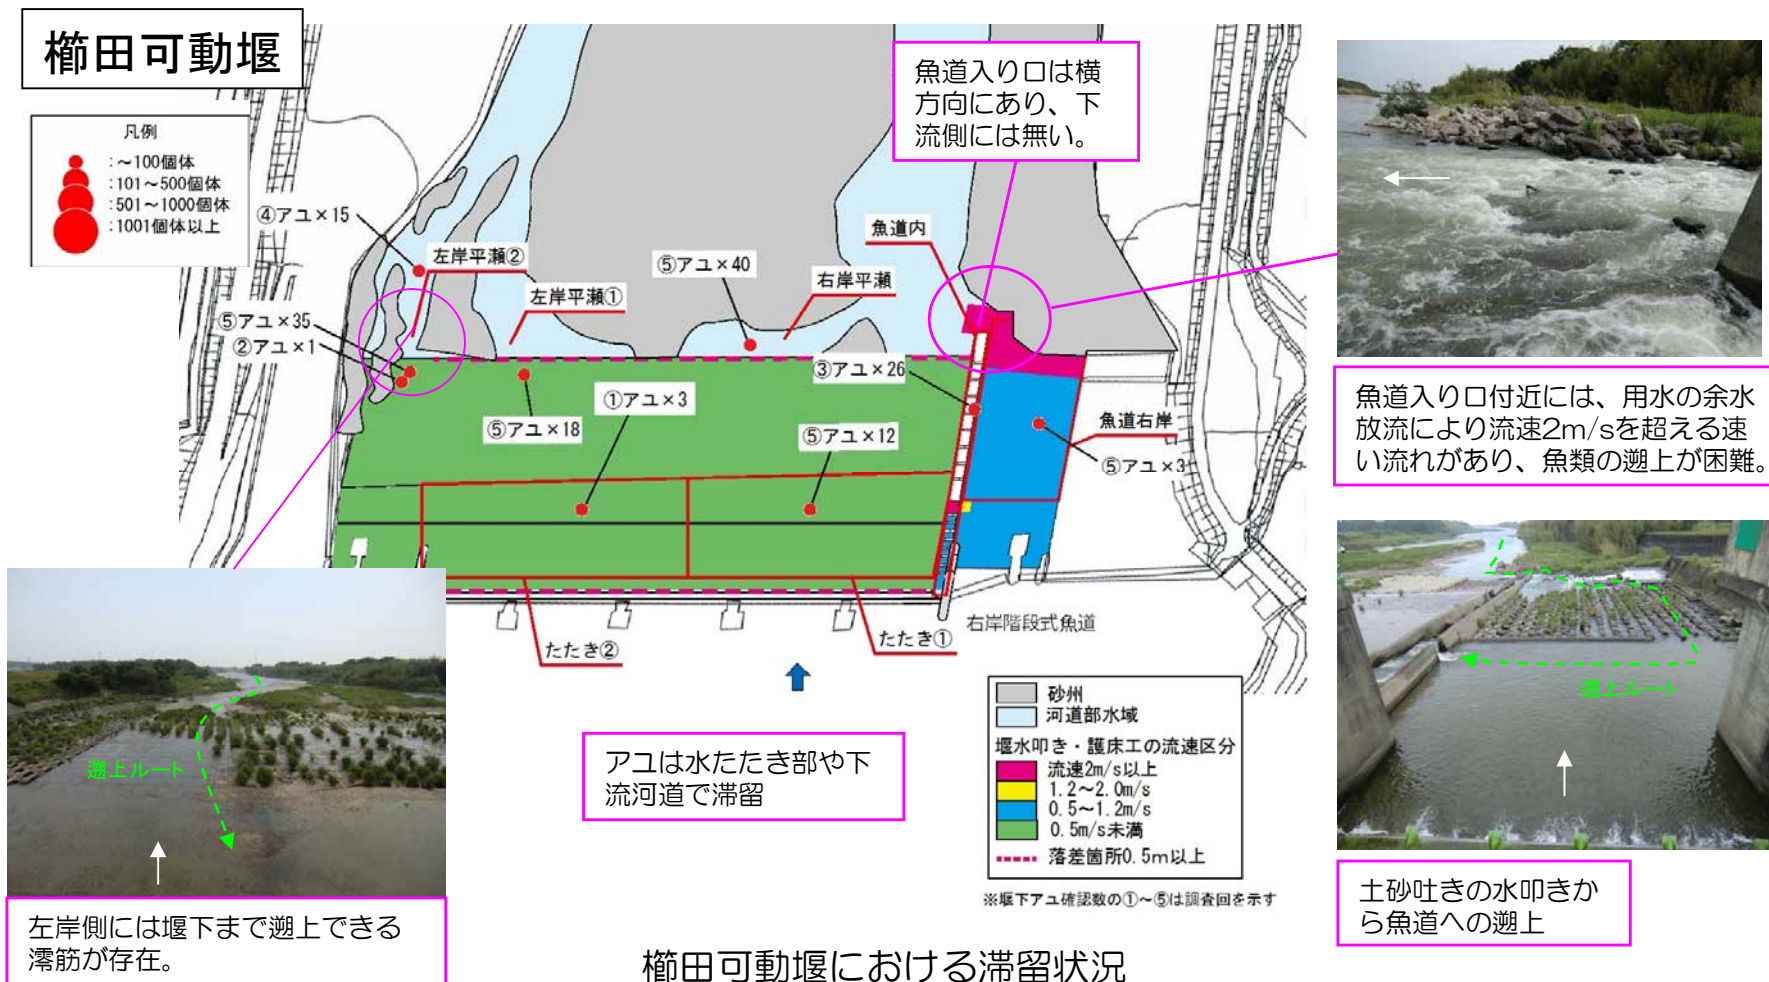 櫛田可動堰
凡例
:～100個体
:101～500個体
:501～1000個体
:1001個体以上
魚道入り口は横
方向にあり、下
流側には無い。
④アユ×15
左岸平瀬②
⑤アユ×40
魚道内
右岸平瀬
左岸平瀬①
⑤アユ×35
②アユ×1
③アユ×26
①アユ×3
⑤アユ×18
⑤アユ×12
魚道右岸
⑤アユ×3
魚道入り口付近には、用水の余水
放流により流速2m/sを超える速
い流れがあり、魚類の遡上が困難。
右岸階段式魚道
たたき②
たたき①
遡上ルート
遡上ルート
アユは水たたき部や下
流河道で滞留
砂州
河道部水域
堰水叩き・護床工の流速区分
流速2m/s以上
1.2～2.0m/s
0.5～1.2m/s
0.5m/s未満
落差箇所0.5m以上
※堰下アユ確認数の①～⑤は調査回を示す
土砂吐きの水叩きか
ら魚道への遡上
左岸側には堰下まで遡上できる
澪筋が存在。
櫛田可動堰における滞留状況